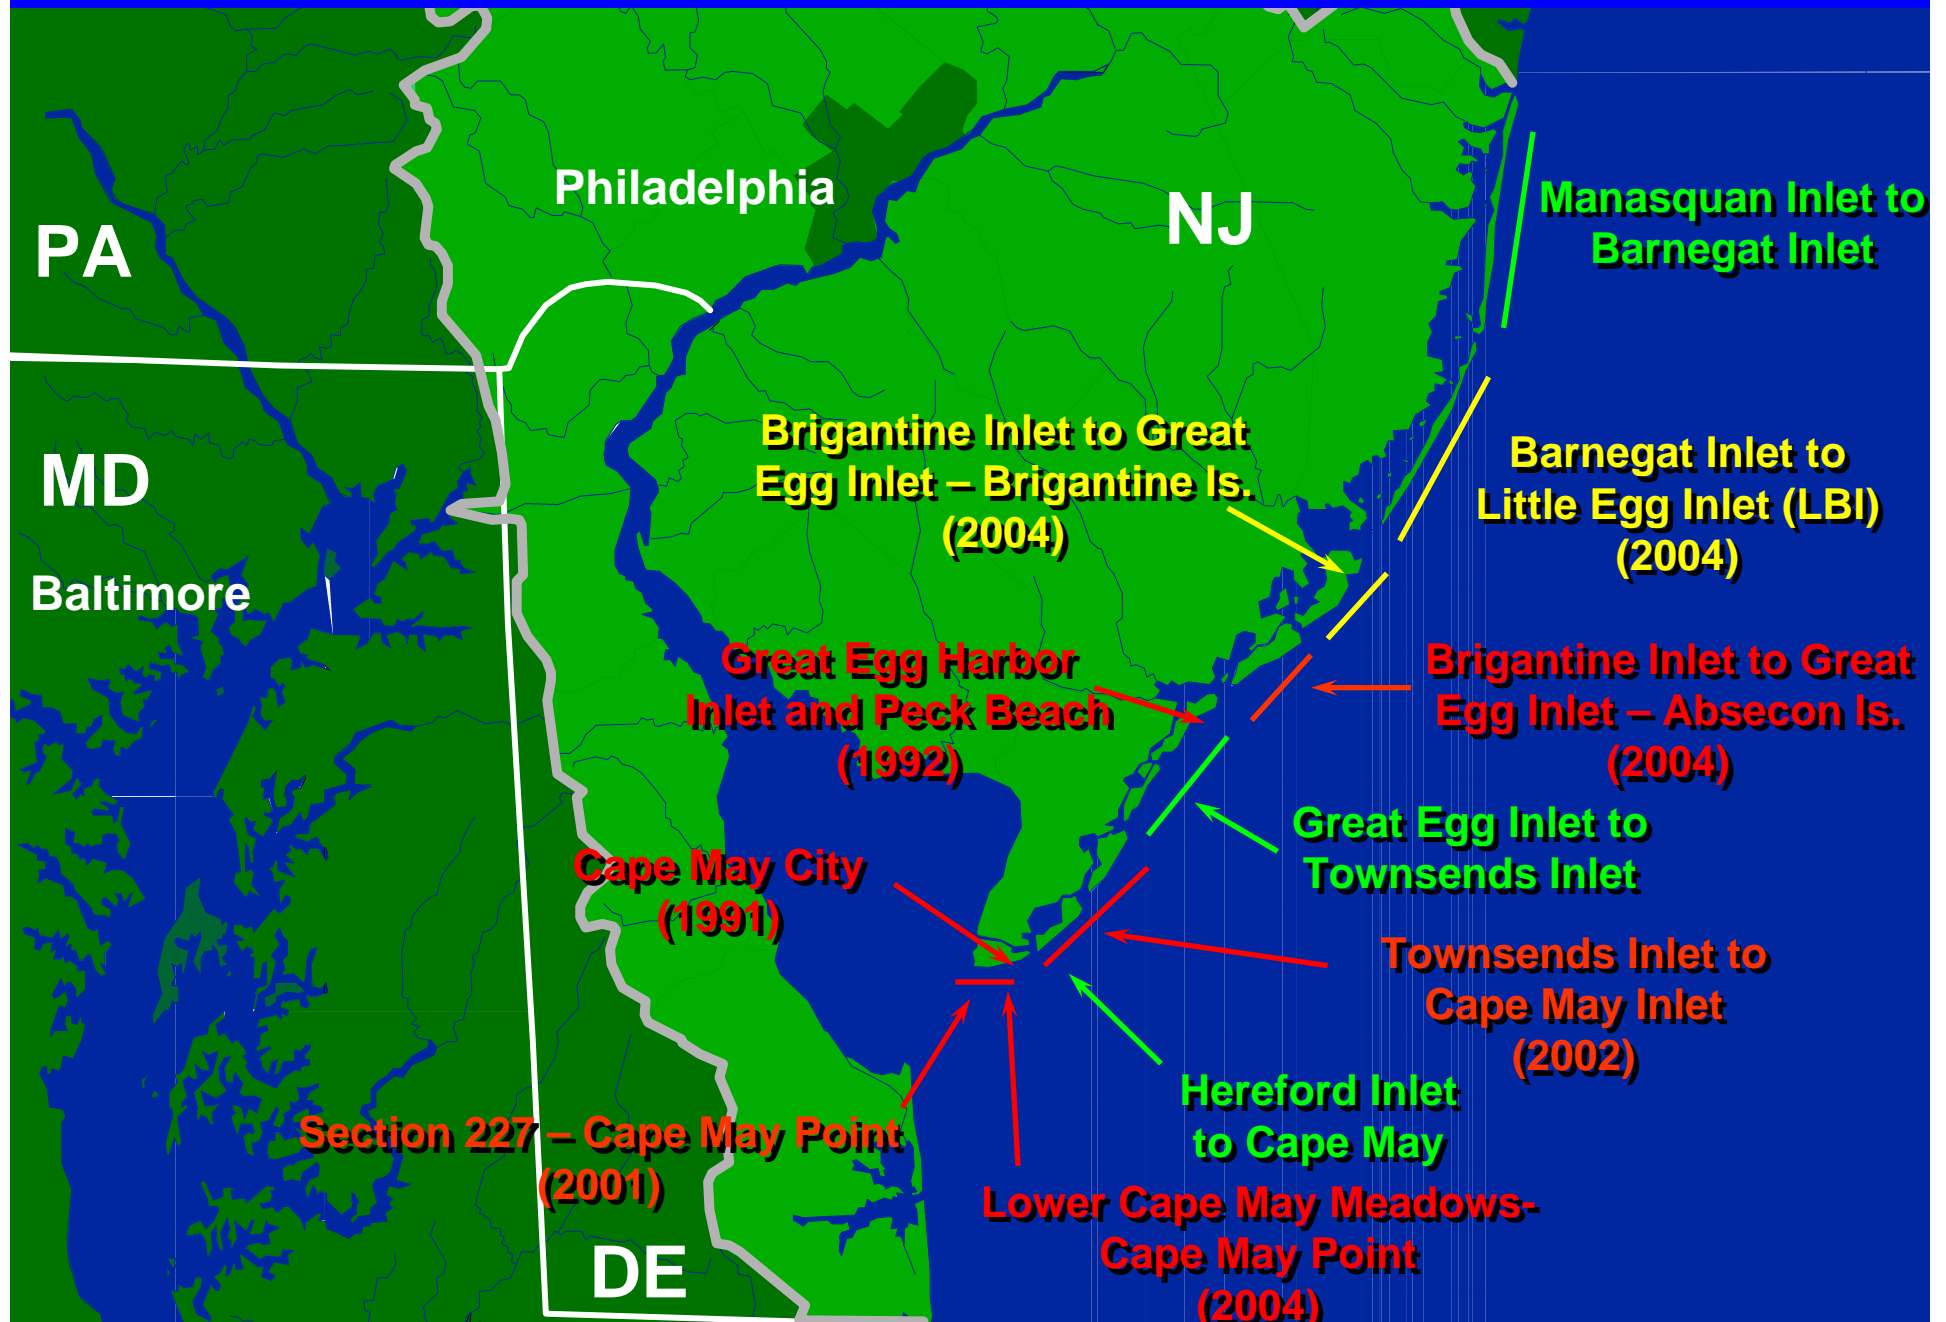 Philadelphia
NJ
PA
Manasquan Inlet to
Barnegat Inlet
MD
Baltimore
Brigantine Inlet to Great
Egg Inlet – Brigantine Is.
(2004)
Barnegat Inlet to
Little Egg Inlet (LBI)
(2004)
Great Egg Harbor
Inlet and Peck Beach
(1992)
Brigantine Inlet to Great
Egg Inlet – Absecon Is.
(2004)
Great Egg Inlet to
Townsends Inlet
Cape May City
(1991)
Townsends Inlet to
Cape May Inlet
(2002)
Hereford Inlet
to Cape May
Section 227 – Cape May Point
(2001)
Lower Cape May Meadows-
Cape May Point
(2004)
DE